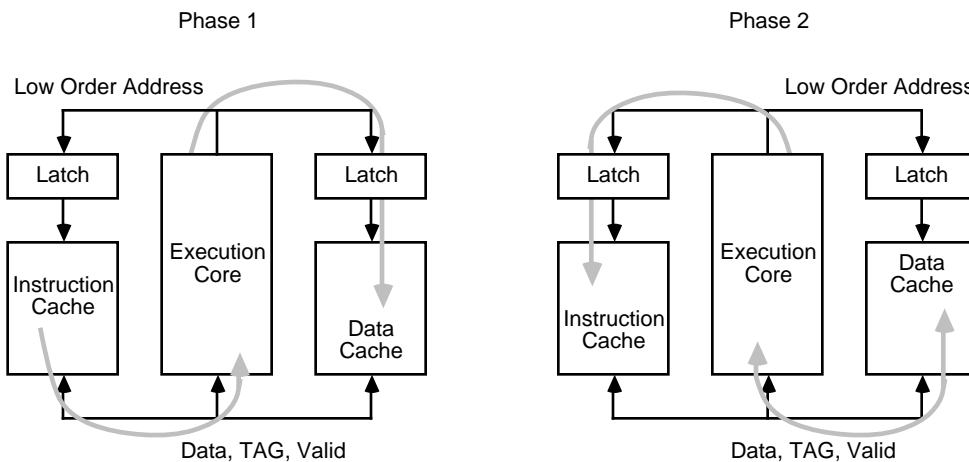 Phase 1
Phase 2
Low Order Address
Low Order Address
Latch
Latch
Latch
Latch
Instruction
Cache
Execution
Core
Data
Cache
Instruction
Cache
Execution
Core
Data
Cache
Data, TAG, Valid
Data, TAG, Valid